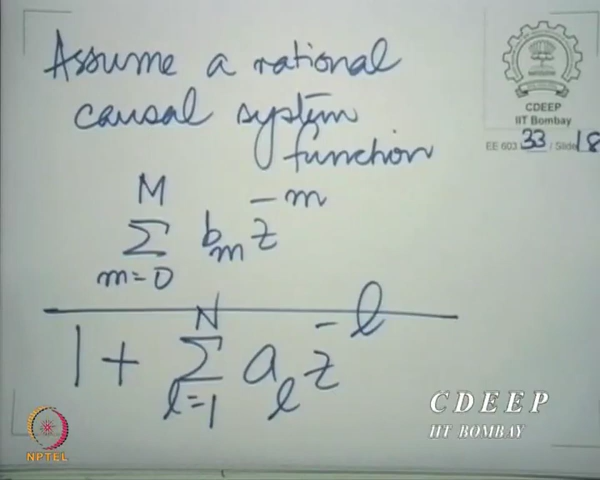 Assume a rational
causal system
function
CDEEP
IIT Bombay
EE 603 33 / Slide 18
M
Σ b_m z^{-m}
m=0
N
1 + Σ a_l z^{-l}
l=1
CDEEP
IIT BOMBAY
NPTEL